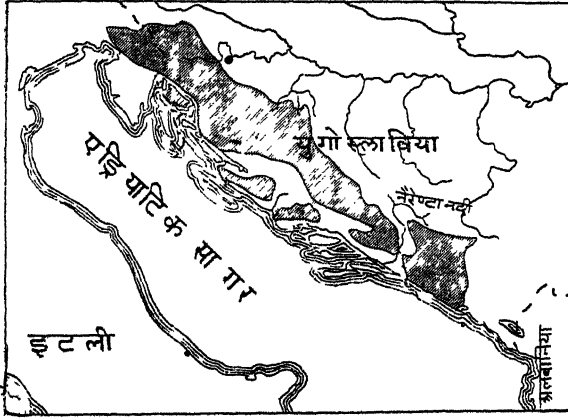 यूगोस्लाविया
एड्रियाटिक सागर
नैरेण्टा नदी
इटली
अलबानिया